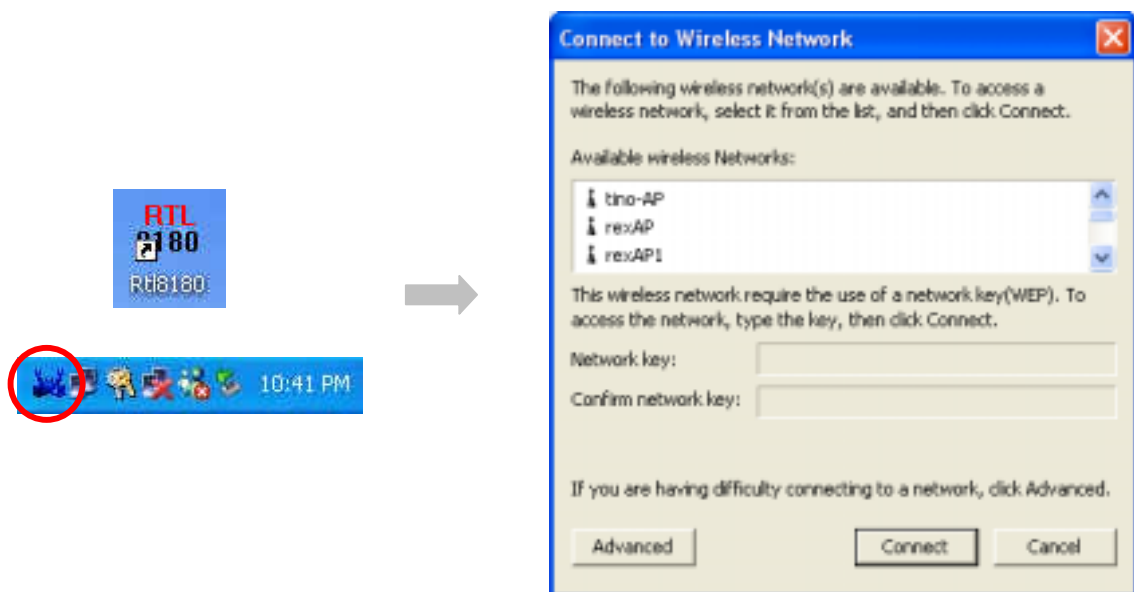 RTL
8180
Rtl8180
10:41 PM
Connect to Wireless Network
The following wireless network(s) are available. To access a
wireless network, select it from the list, and then click Connect.
Available wireless Networks:
tino-AP
rexAP
rexAP1
This wireless network require the use of a network key(WEP). To
access the network, type the key, then click Connect.
Network key:
Confirm network key:
If you are having difficulty connecting to a network, click Advanced.
Advanced
Connect
Cancel